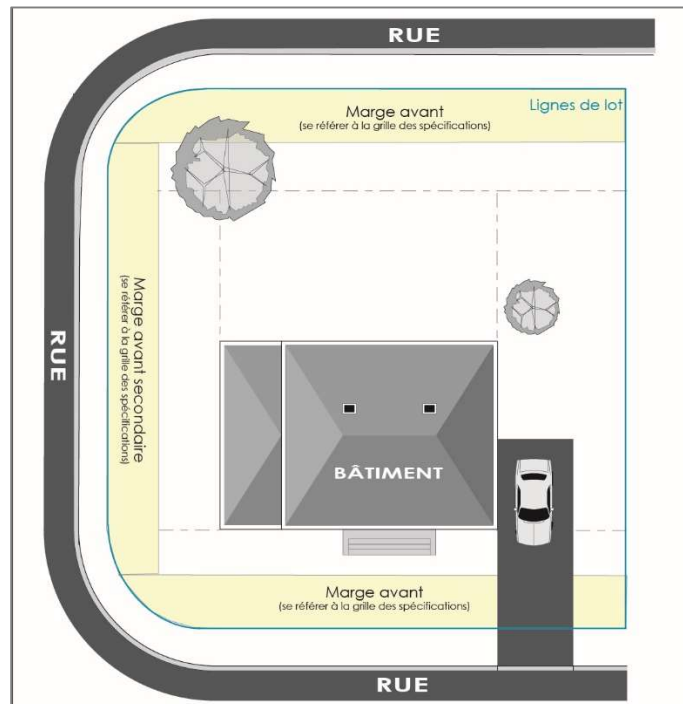 RUE
Marge avant
(se référer à la grille des spécifications)
Lignes de lot
RUE
Marge avant secondaire
(se référer à la grille des spécifications)
BÂTIMENT
Marge avant
(se référer à la grille des spécifications)
RUE